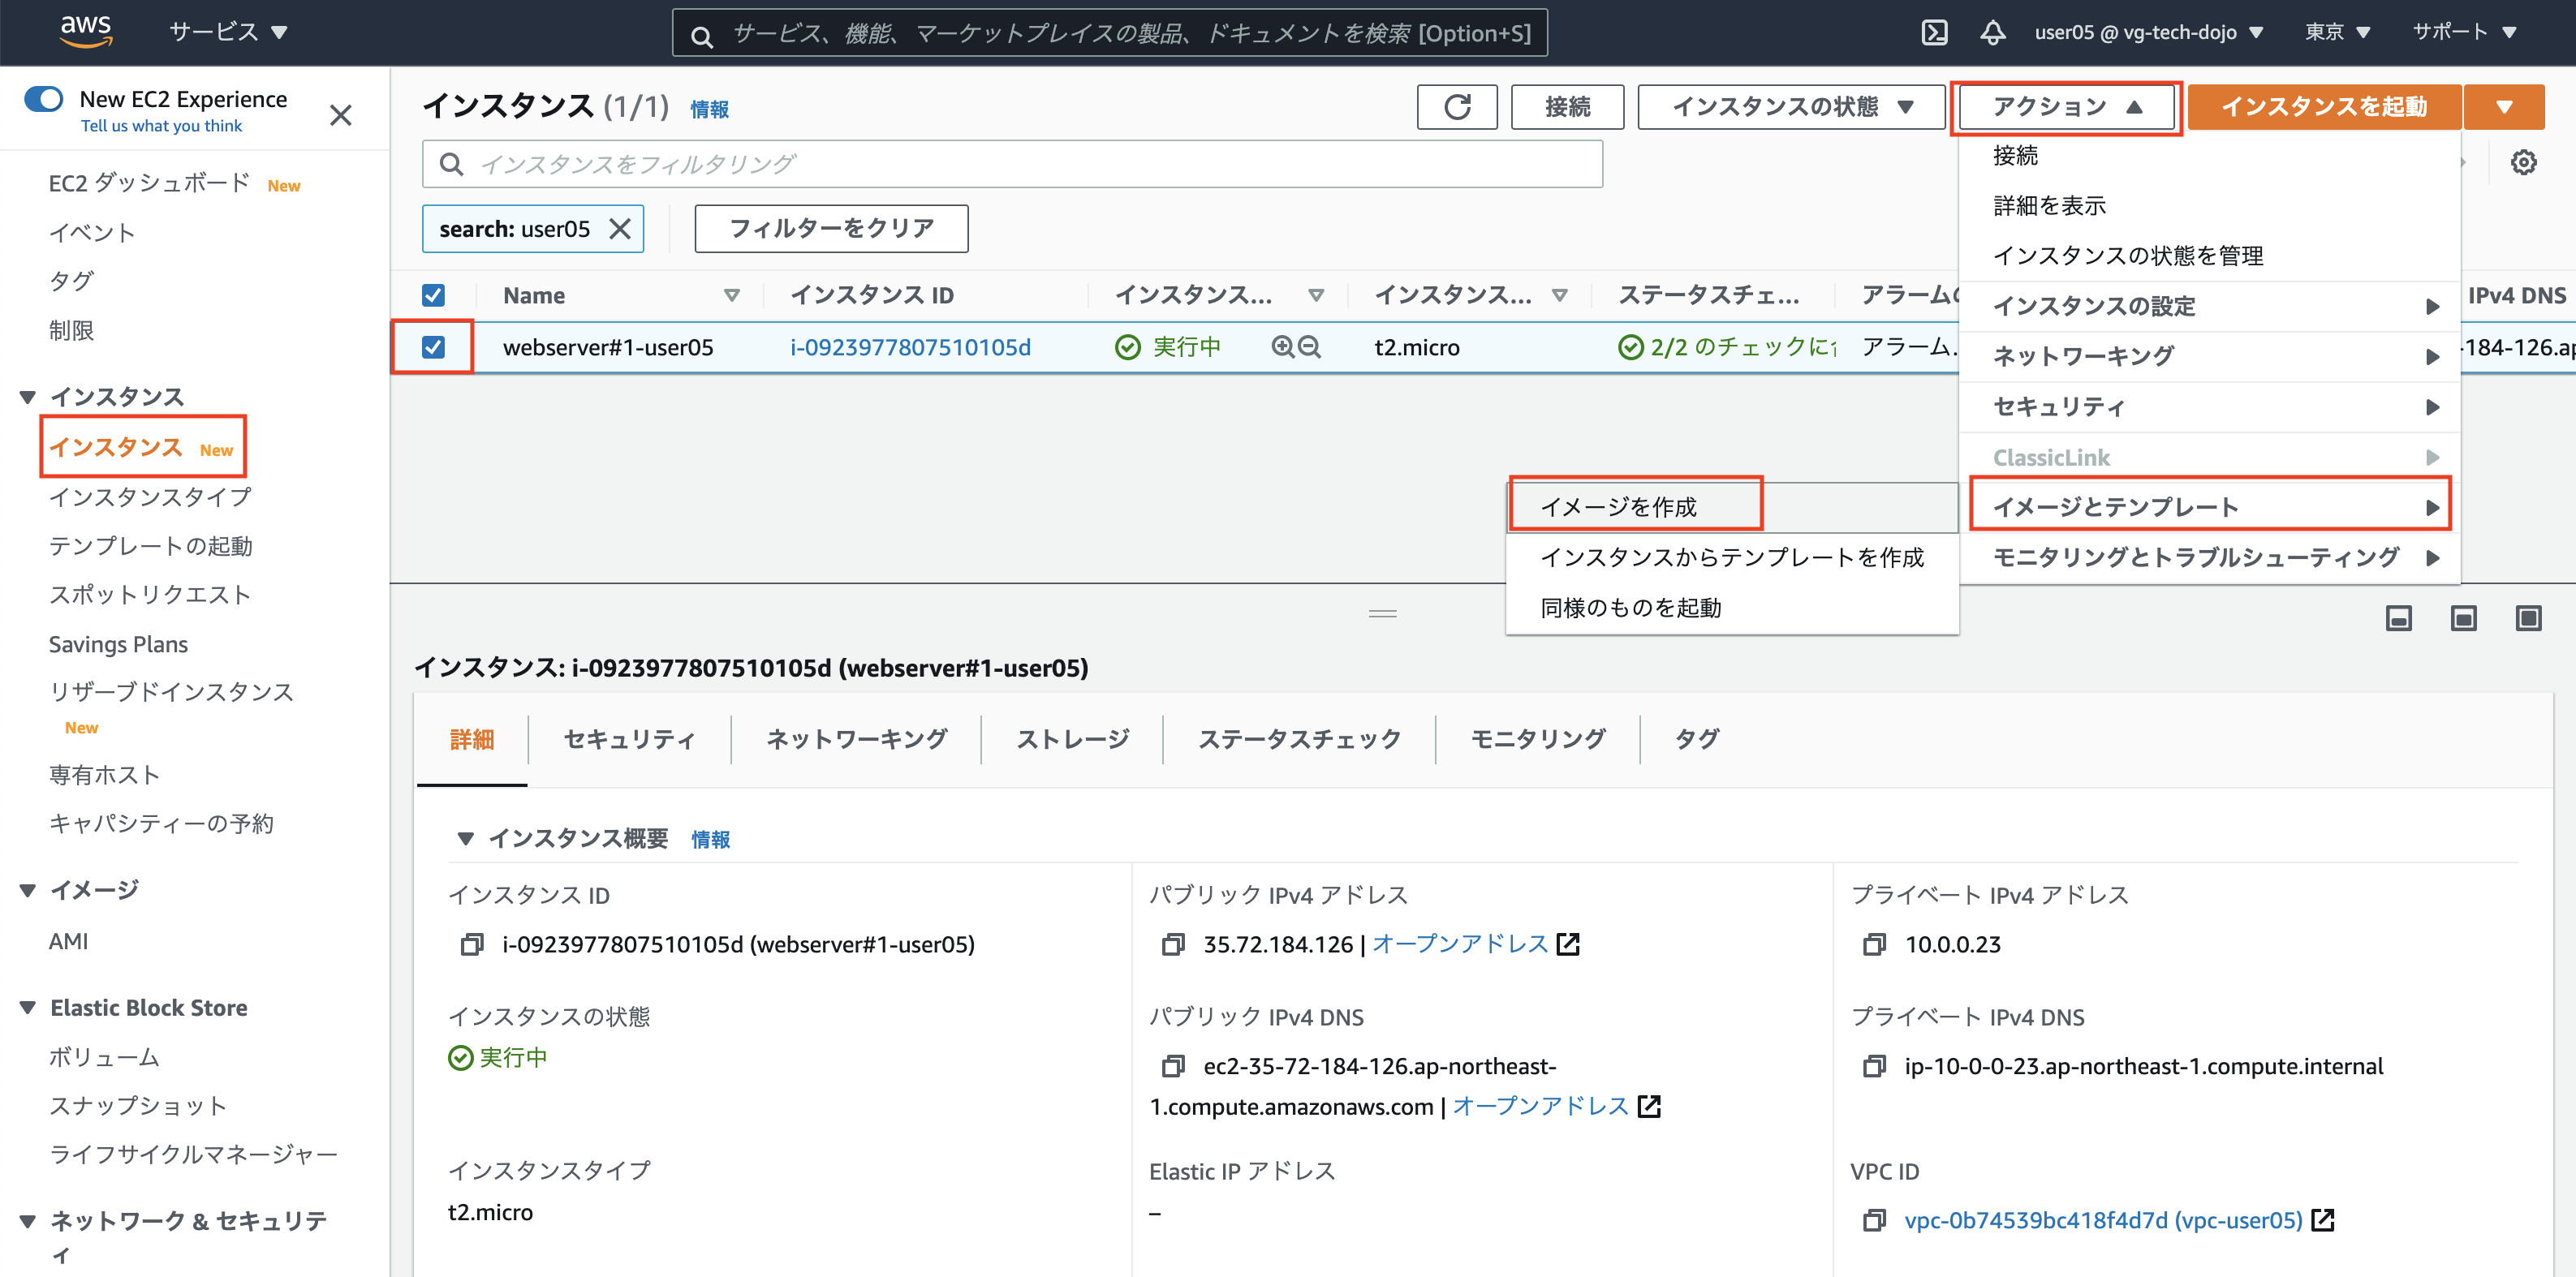 aws サービス サービス、機能、マーケットプレイスの製品、ドキュメントを検索 [Option+S] user05 @ vg-tech-dojo 東京 サポート
New EC2 Experience
Tell us what you think
EC2 ダッシュボード New
イベント
タグ
制限
インスタンス
インスタンス New
インスタンスタイプ
テンプレートの起動
スポットリクエスト
Savings Plans
リザーブドインスタンス
New
専有ホスト
キャパシティーの予約
イメージ
AMI
Elastic Block Store
ボリューム
スナップショット
ライフサイクルマネージャー
ネットワーク & セキュリテ
ィ
インスタンス (1/1) 情報 接続 インスタンスの状態 アクション インスタンスを起動
インスタンスをフィルタリング
search: user05 フィルターをクリア
Name インスタンス ID インスタンス... インスタンス... ステータスチェ... アラームの IPv4 DNS
webserver#1-user05 i-0923977807510105d 実行中 t2.micro 2/2 のチェックに アラーム... -184-126.ap
接続
詳細を表示
インスタンスの状態を管理
インスタンスの設定
ネットワーキング
セキュリティ
ClassicLink
イメージとテンプレート
モニタリングとトラブルシューティング
イメージを作成
インスタンスからテンプレートを作成
同様のものを起動
インスタンス: i-0923977807510105d (webserver#1-user05)
詳細 セキュリティ ネットワーキング ストレージ ステータスチェック モニタリング タグ
インスタンス概要 情報
インスタンス ID
i-0923977807510105d (webserver#1-user05)
インスタンスの状態
実行中
インスタンスタイプ
t2.micro
パブリック IPv4 アドレス
35.72.184.126 | オープンアドレス
パブリック IPv4 DNS
ec2-35-72-184-126.ap-northeast-
1.compute.amazonaws.com | オープンアドレス
Elastic IP アドレス
–
プライベート IPv4 アドレス
10.0.0.23
プライベート IPv4 DNS
ip-10-0-0-23.ap-northeast-1.compute.internal
VPC ID
vpc-0b74539bc418f4d7d (vpc-user05)